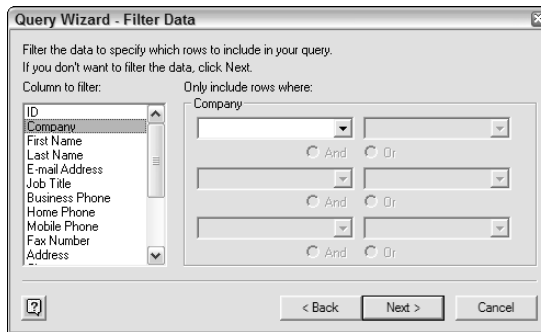 Query Wizard - Filter Data
Filter the data to specify which rows to include in your query.
If you don't want to filter the data, click Next.
Column to filter:
Only include rows where:
ID
Company
First Name
Last Name
E-mail Address
Job Title
Business Phone
Home Phone
Mobile Phone
Fax Number
Address
Company
And Or
And Or
And Or
< Back Next > Cancel